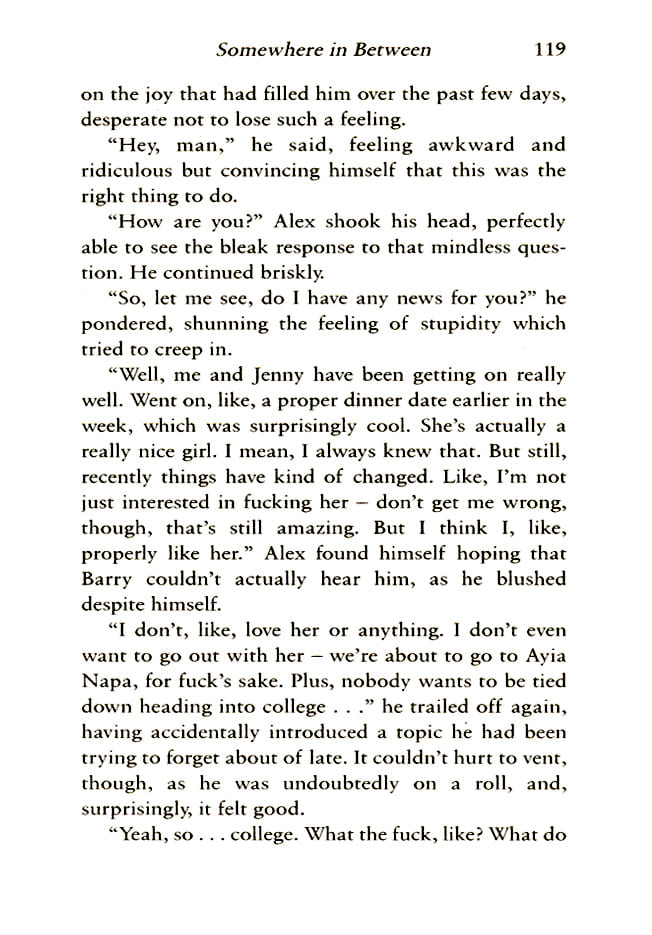 Somewhere in Between 119
on the joy that had filled him over the past few days,
desperate not to lose such a feeling.
“Hey, man,” he said, feeling awkward and
ridiculous but convincing himself that this was the
right thing to do.
“How are you?” Alex shook his head, perfectly
able to see the bleak response to that mindless ques-
tion. He continued briskly.
“So, let me see, do I have any news for you?” he
pondered, shunning the feeling of stupidity which
tried to creep in.
“Well, me and Jenny have been getting on really
well. Went on, like, a proper dinner date earlier in the
week, which was surprisingly cool. She’s actually a
really nice girl. I mean, I always knew that. But still,
recently things have kind of changed. Like, I’m not
just interested in fucking her – don’t get me wrong,
though, that’s still amazing. But I think I, like,
properly like her.” Alex found himself hoping that
Barry couldn’t actually hear him, as he blushed
despite himself.
“I don’t, like, love her or anything. I don’t even
want to go out with her – we’re about to go to Ayia
Napa, for fuck’s sake. Plus, nobody wants to be tied
down heading into college . . .” he trailed off again,
having accidentally introduced a topic he had been
trying to forget about of late. It couldn’t hurt to vent,
though, as he was undoubtedly on a roll, and,
surprisingly, it felt good.
“Yeah, so . . . college. What the fuck, like? What do